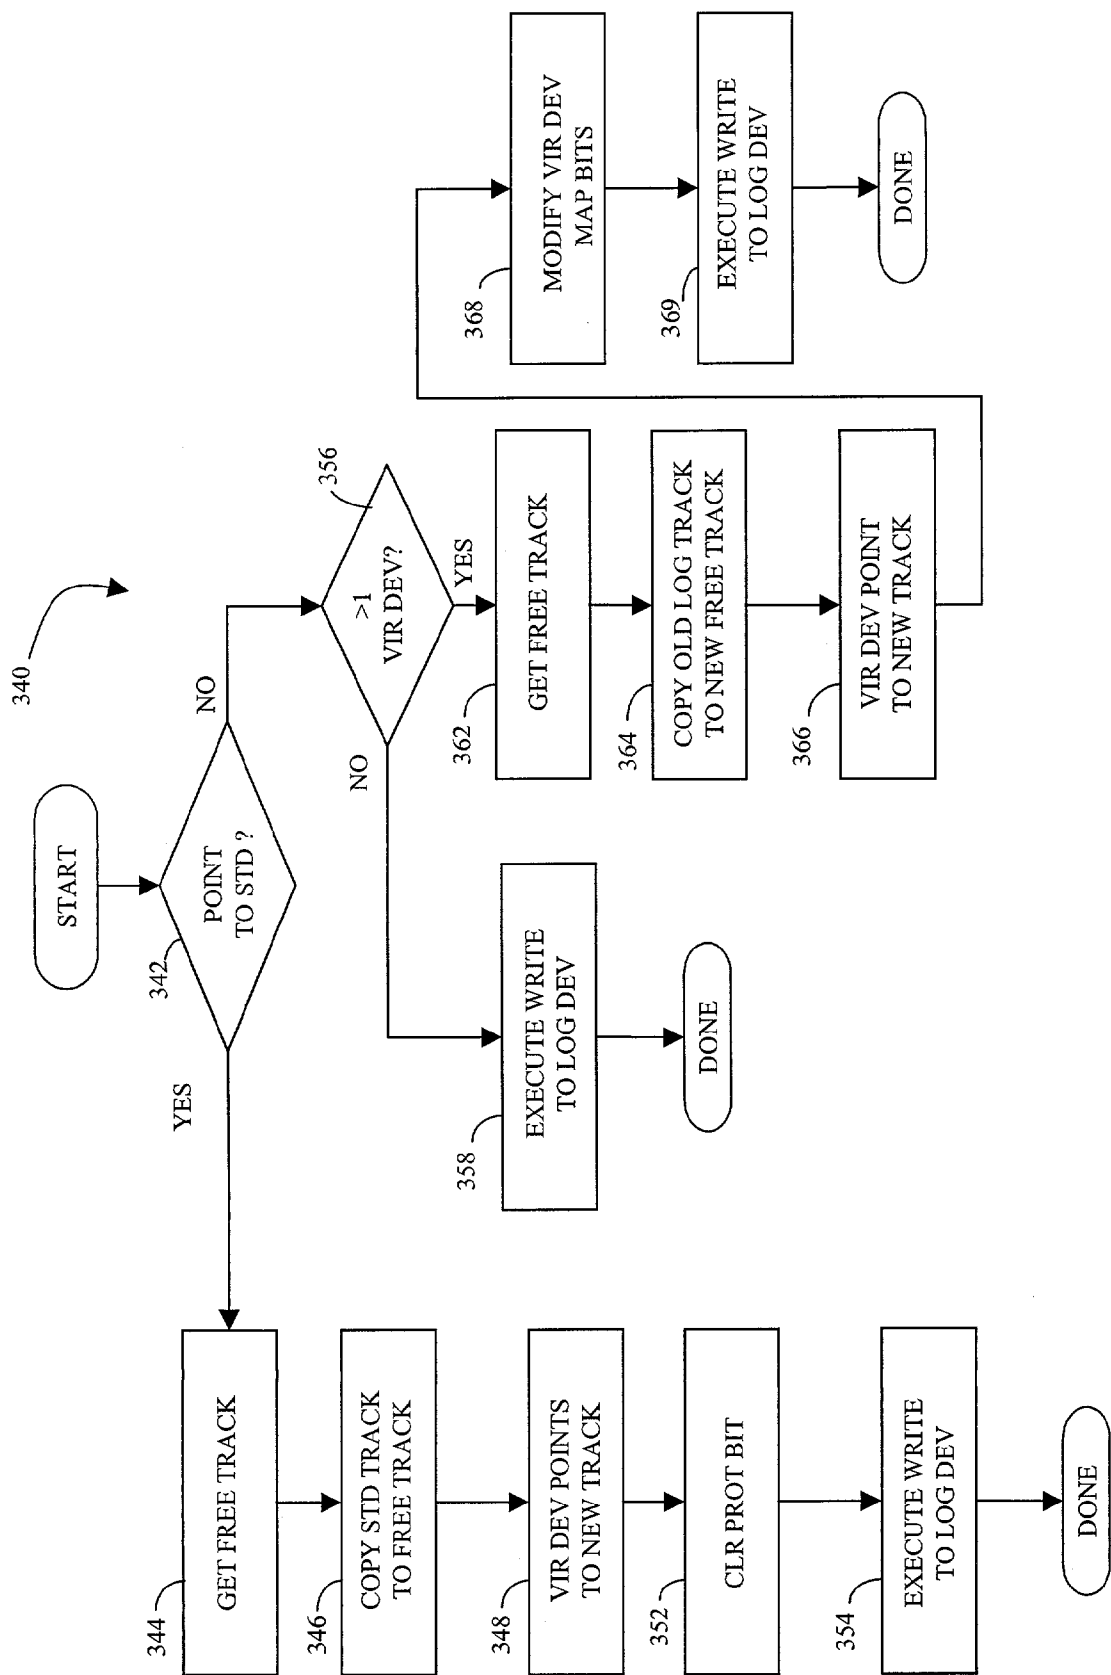 340
START
342
POINT
TO STD ?
YES
NO
344
GET FREE TRACK
346
COPY STD TRACK
TO FREE TRACK
348
VIR DEV POINTS
TO NEW TRACK
352
CLR PROT BIT
354
EXECUTE WRITE
TO LOG DEV
DONE
356
>1
VIR DEV?
NO
YES
358
EXECUTE WRITE
TO LOG DEV
DONE
362
GET FREE TRACK
364
COPY OLD LOG TRACK
TO NEW FREE TRACK
366
VIR DEV POINT
TO NEW TRACK
368
MODIFY VIR DEV
MAP BITS
369
EXECUTE WRITE
TO LOG DEV
DONE